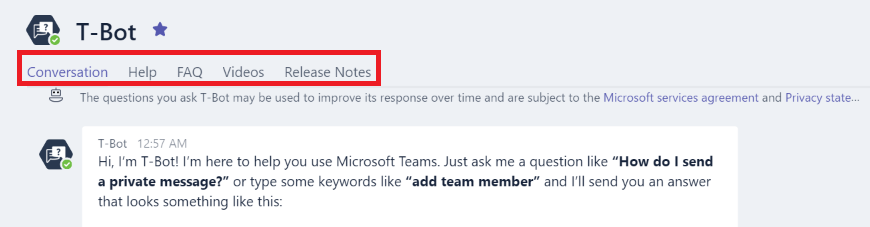 T-Bot
Conversation Help FAQ Videos Release Notes
The questions you ask T-Bot may be used to improve its response over time and are subject to the Microsoft services agreement and Privacy state...
T-Bot 12:57 AM
Hi, I'm T-Bot! I'm here to help you use Microsoft Teams. Just ask me a question like “How do I send
a private message?” or type some keywords like “add team member” and I'll send you an answer
that looks something like this: